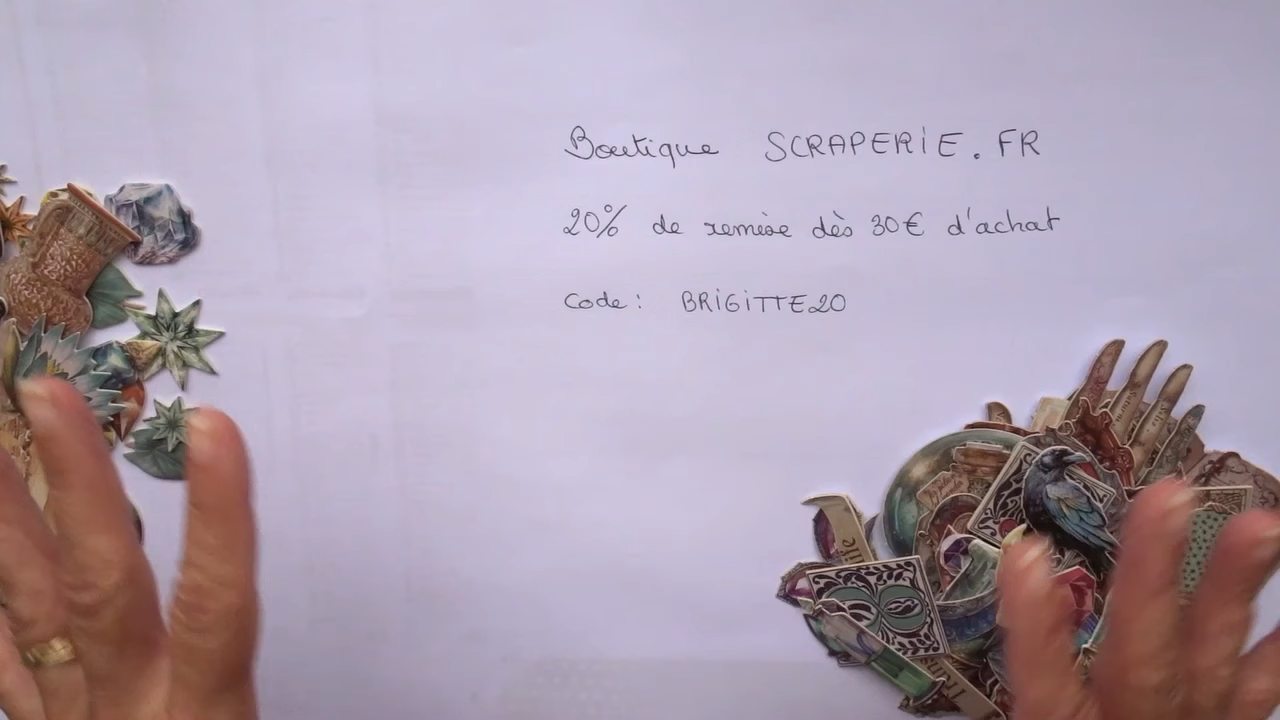 Boutique SCRAPERIE.FR
20% de remise dès 30€ d'achat
Code : BRIGITTE20